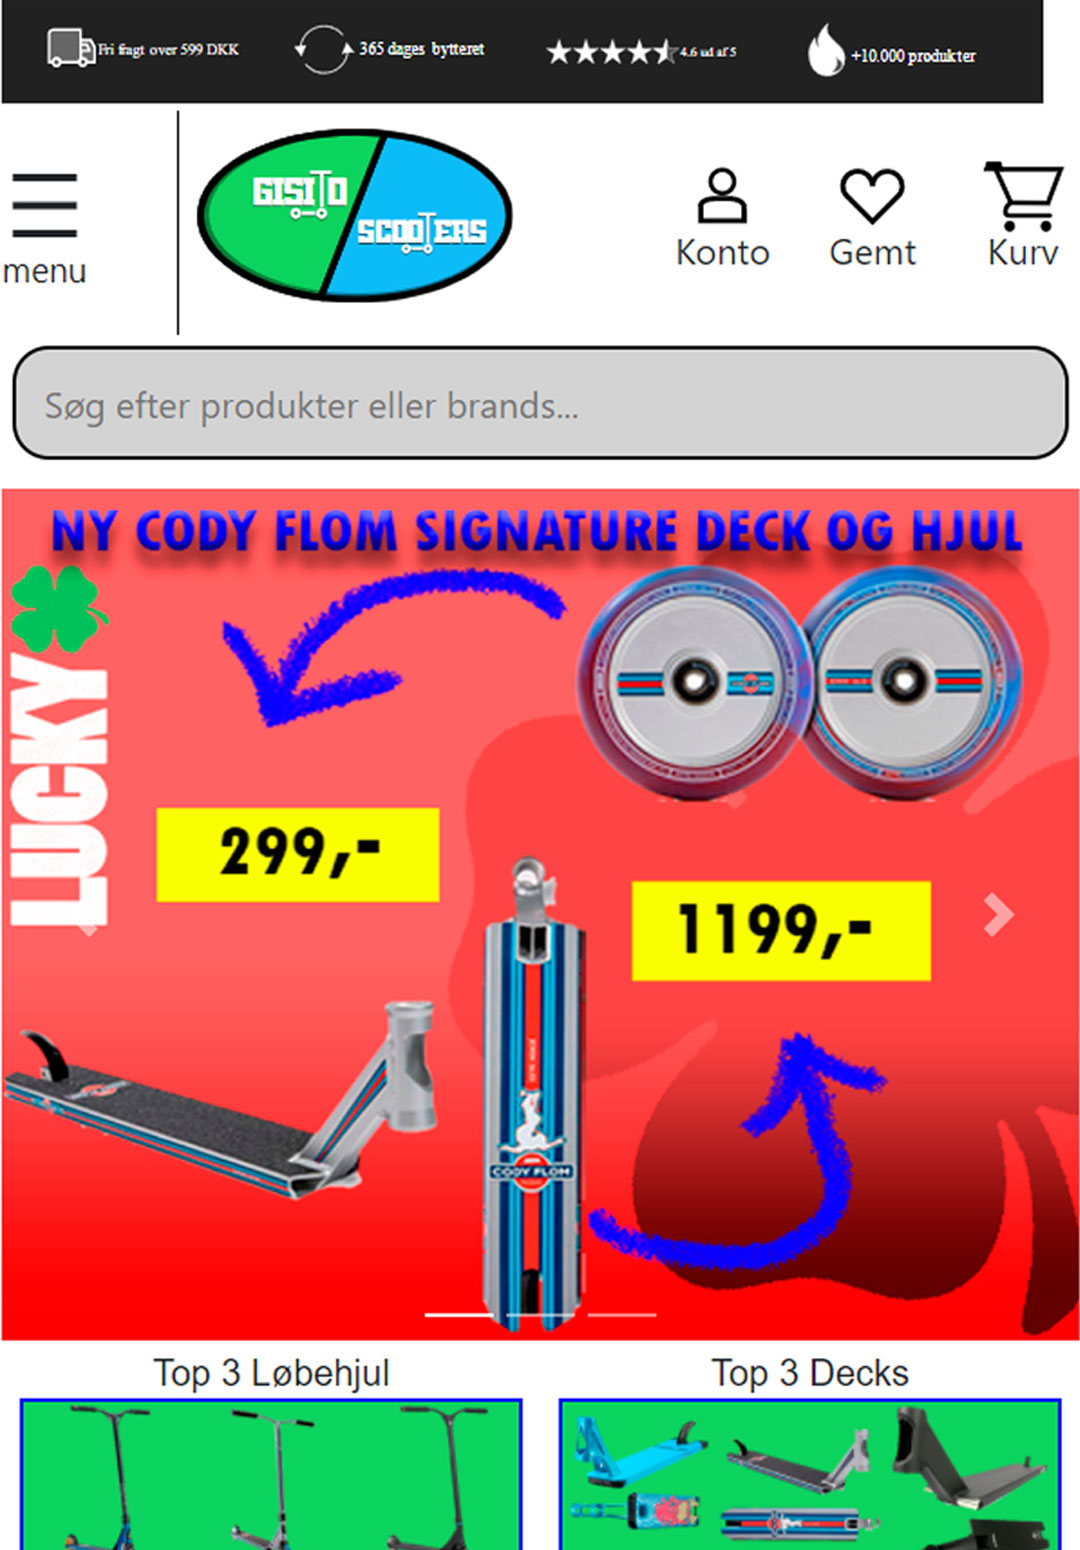 Fri fragt over 599 DKK
365 dages bytteret
4.6 ud af 5
+10.000 produkter
menu
GISITO
SCOOTERS
Konto
Gemt
Kurv
Søg efter produkter eller brands...
NY CODY FLOM SIGNATURE DECK OG HJUL
LUCKY
299,-
1199,-
CODY FLOM
Top 3 Løbehjul
Top 3 Decks